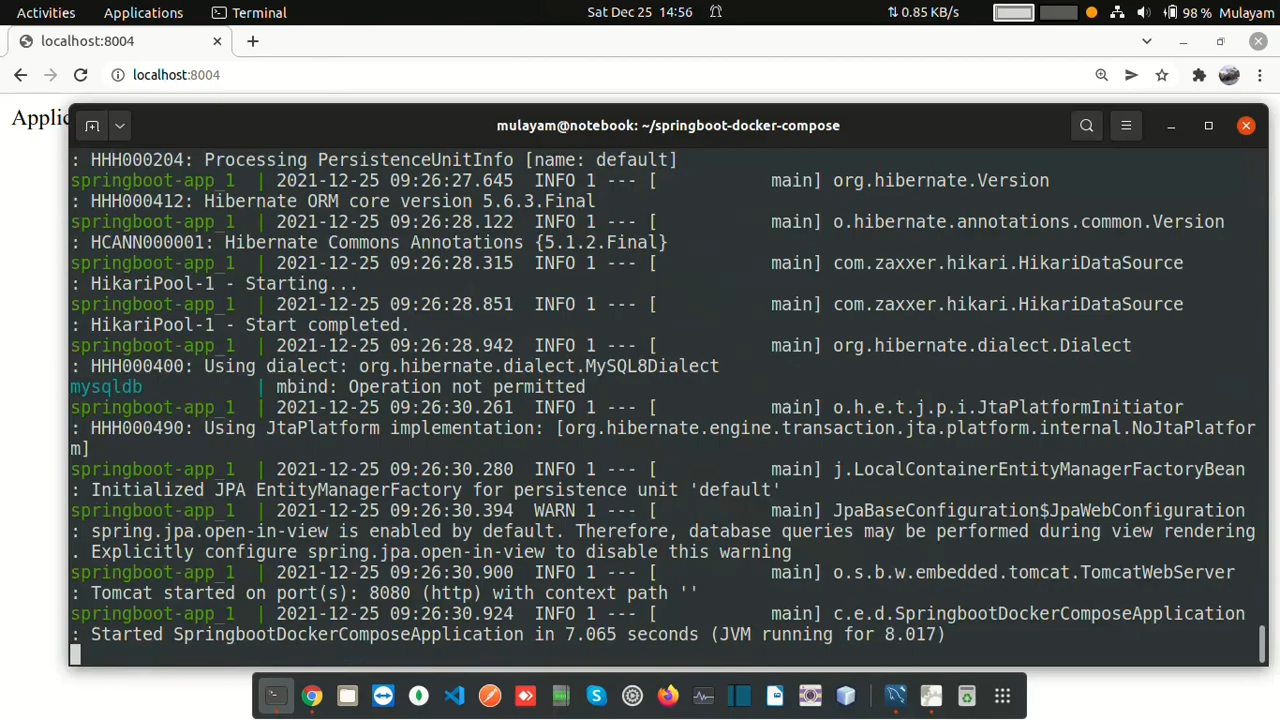 Activities Applications Terminal Sat Dec 25 14:56 0.85 KB/s 98 % Mulayam
localhost:8004
localhost:8004
Applic
mulayam@notebook: ~/springboot-docker-compose
: HHH000204: Processing PersistenceUnitInfo [name: default]
springboot-app_1 | 2021-12-25 09:26:27.645 INFO 1 --- [ main] org.hibernate.Version
: HHH000412: Hibernate ORM core version 5.6.3.Final
springboot-app_1 | 2021-12-25 09:26:28.122 INFO 1 --- [ main] o.hibernate.annotations.common.Version
: HCANN000001: Hibernate Commons Annotations {5.1.2.Final}
springboot-app_1 | 2021-12-25 09:26:28.315 INFO 1 --- [ main] com.zaxxer.hikari.HikariDataSource
: HikariPool-1 - Starting...
springboot-app_1 | 2021-12-25 09:26:28.851 INFO 1 --- [ main] com.zaxxer.hikari.HikariDataSource
: HikariPool-1 - Start completed.
springboot-app_1 | 2021-12-25 09:26:28.942 INFO 1 --- [ main] org.hibernate.dialect.Dialect
: HHH000400: Using dialect: org.hibernate.dialect.MySQL8Dialect
mysqldb | mbind: Operation not permitted
springboot-app_1 | 2021-12-25 09:26:30.261 INFO 1 --- [ main] o.h.e.t.j.p.i.JtaPlatformInitiator
: HHH000490: Using JtaPlatform implementation: [org.hibernate.engine.transaction.jta.platform.internal.NoJtaPlatfor
m]
springboot-app_1 | 2021-12-25 09:26:30.280 INFO 1 --- [ main] j.LocalContainerEntityManagerFactoryBean
: Initialized JPA EntityManagerFactory for persistence unit 'default'
springboot-app_1 | 2021-12-25 09:26:30.394 WARN 1 --- [ main] JpaBaseConfiguration$JpaWebConfiguration
: spring.jpa.open-in-view is enabled by default. Therefore, database queries may be performed during view rendering
. Explicitly configure spring.jpa.open-in-view to disable this warning
springboot-app_1 | 2021-12-25 09:26:30.900 INFO 1 --- [ main] o.s.b.w.embedded.tomcat.TomcatWebServer
: Tomcat started on port(s): 8080 (http) with context path ''
springboot-app_1 | 2021-12-25 09:26:30.924 INFO 1 --- [ main] c.e.d.SpringbootDockerComposeApplication
: Started SpringbootDockerComposeApplication in 7.065 seconds (JVM running for 8.017)